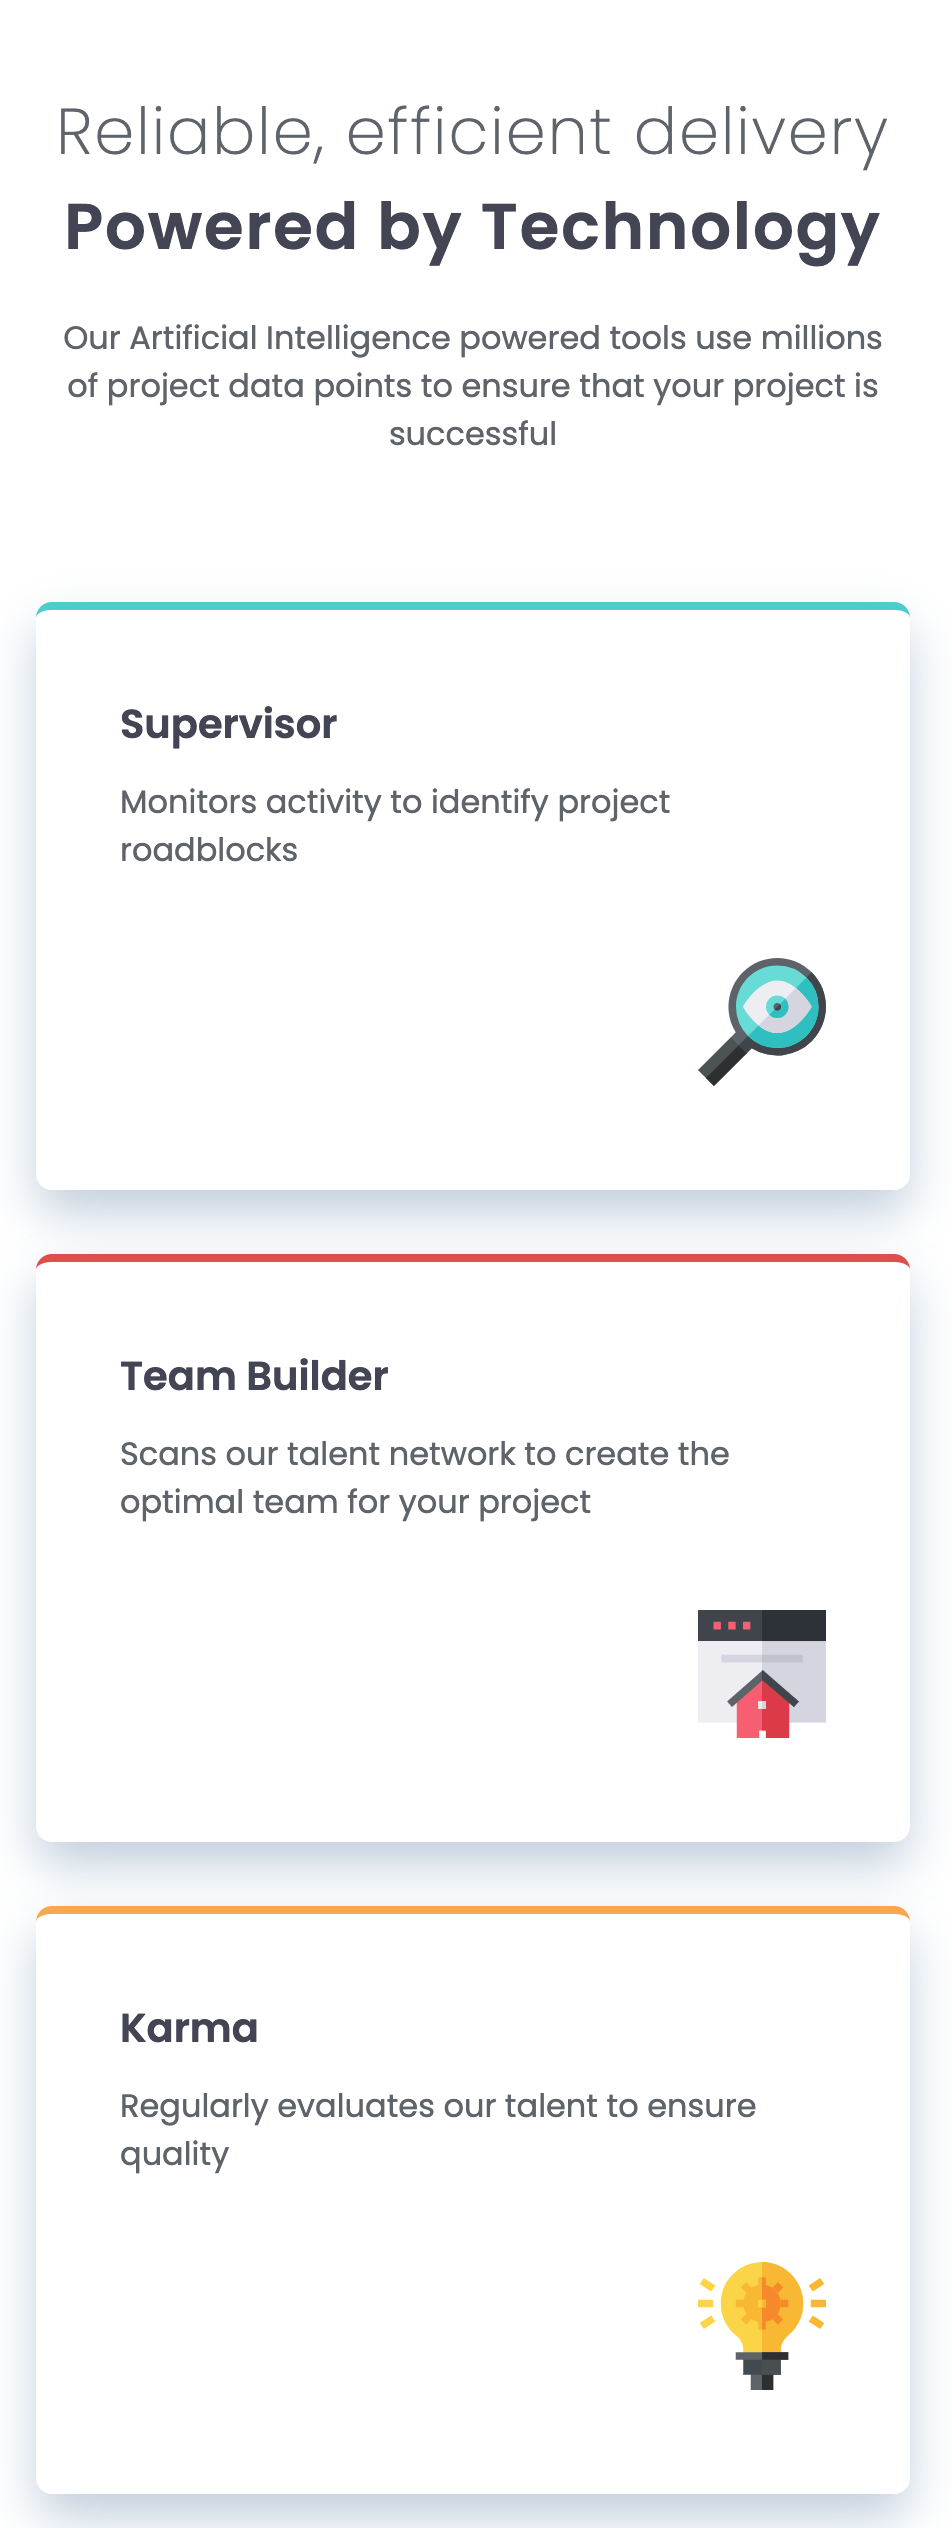 Reliable, efficient delivery
Powered by Technology
Our Artificial Intelligence powered tools use millions
of project data points to ensure that your project is
successful
Supervisor
Monitors activity to identify project
roadblocks
Team Builder
Scans our talent network to create the
optimal team for your project
Karma
Regularly evaluates our talent to ensure
quality